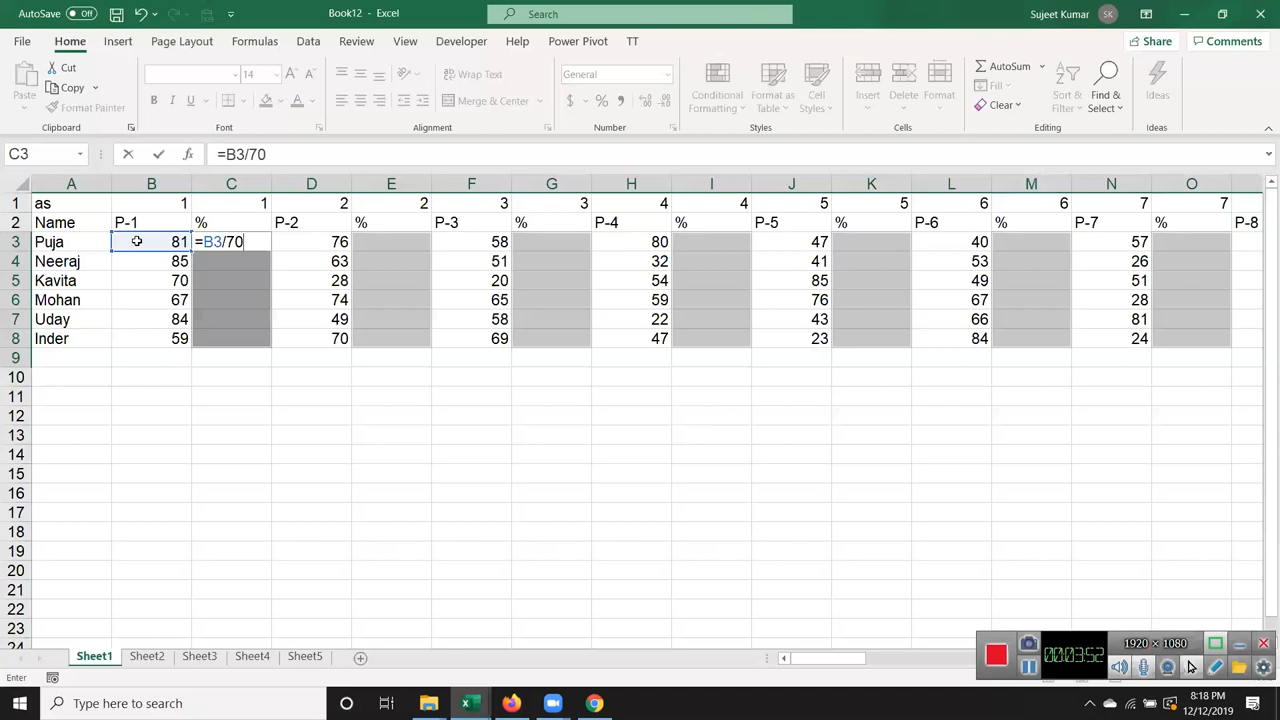 AutoSave Off Book12 - Excel Search Sujeet Kumar SK
File Home Insert Page Layout Formulas Data Review View Developer Help Power Pivot TT Share Comments
Paste Cut Copy Format Painter
14 A A B I U A
Wrap Text Merge & Center
General $ % ,
Conditional Formatting Format as Table Cell Styles
Insert Delete Format
AutoSum Fill Clear Sort & Filter Find & Select Ideas
Clipboard Font Alignment Number Styles Cells Editing Ideas
C3 fx =B3/70
A B C D E F G H I J K L M N O
1 as 1 1 2 2 3 3 4 4 5 5 6 6 7 7
2 Name P-1 % P-2 % P-3 % P-4 % P-5 % P-6 % P-7 % P-8
3 Puja 81 =B3/70 76 58 80 47 40 57
4 Neeraj 85 63 51 32 41 53 26
5 Kavita 70 28 20 54 85 49 51
6 Mohan 67 74 65 59 76 67 28
7 Uday 84 49 58 22 43 66 81
8 Inder 59 70 69 47 23 84 24
9
10
11
12
13
14
15
16
17
18
19
20
21
22
23
24
Sheet1 Sheet2 Sheet3 Sheet4 Sheet5
00:03:52 1920 × 1080
Enter
Type here to search
8:18 PM
12/12/2019